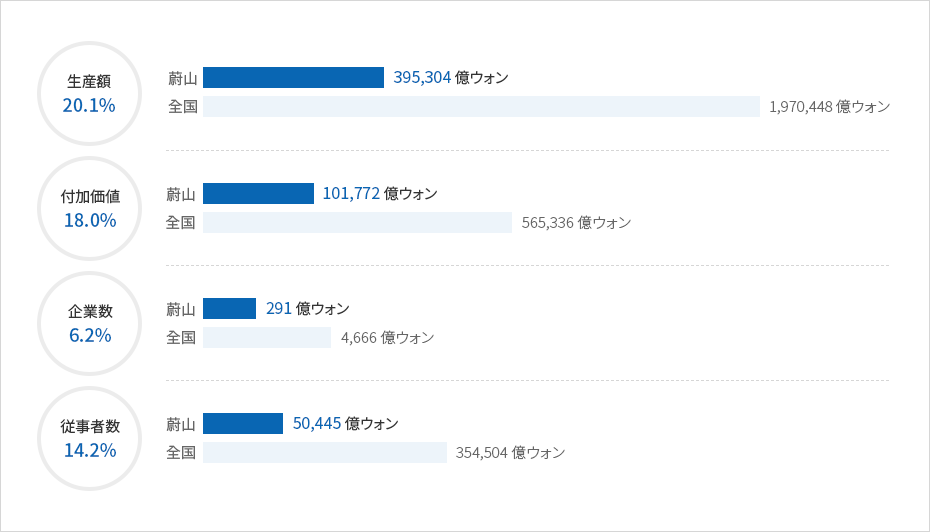 生産額
20.1%
蔚山
395,304 億ウォン
全国
1,970,448 億ウォン
付加価値
18.0%
蔚山
101,772 億ウォン
全国
565,336 億ウォン
企業数
6.2%
蔚山
291 億ウォン
全国
4,666 億ウォン
従事者数
14.2%
蔚山
50,445 億ウォン
全国
354,504 億ウォン